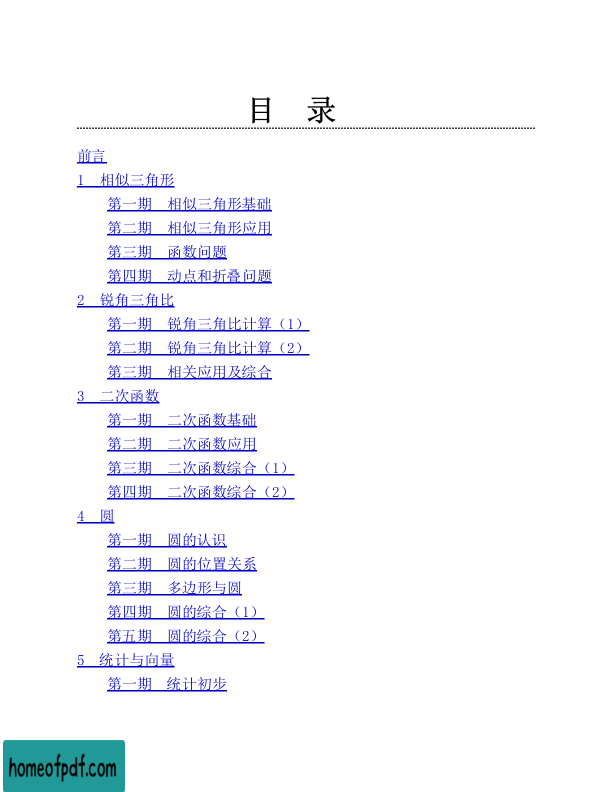 目　录
前言
1　相似三角形
第一期　相似三角形基础
第二期　相似三角形应用
第三期　函数问题
第四期　动点和折叠问题
2　锐角三角比
第一期　锐角三角比计算（1）
第二期　锐角三角比计算（2）
第三期　相关应用及综合
3　二次函数
第一期　二次函数基础
第二期　二次函数应用
第三期　二次函数综合（1）
第四期　二次函数综合（2）
4　圆
第一期　圆的认识
第二期　圆的位置关系
第三期　多边形与圆
第四期　圆的综合（1）
第五期　圆的综合（2）
5　统计与向量
第一期　统计初步
homeofpdf.com